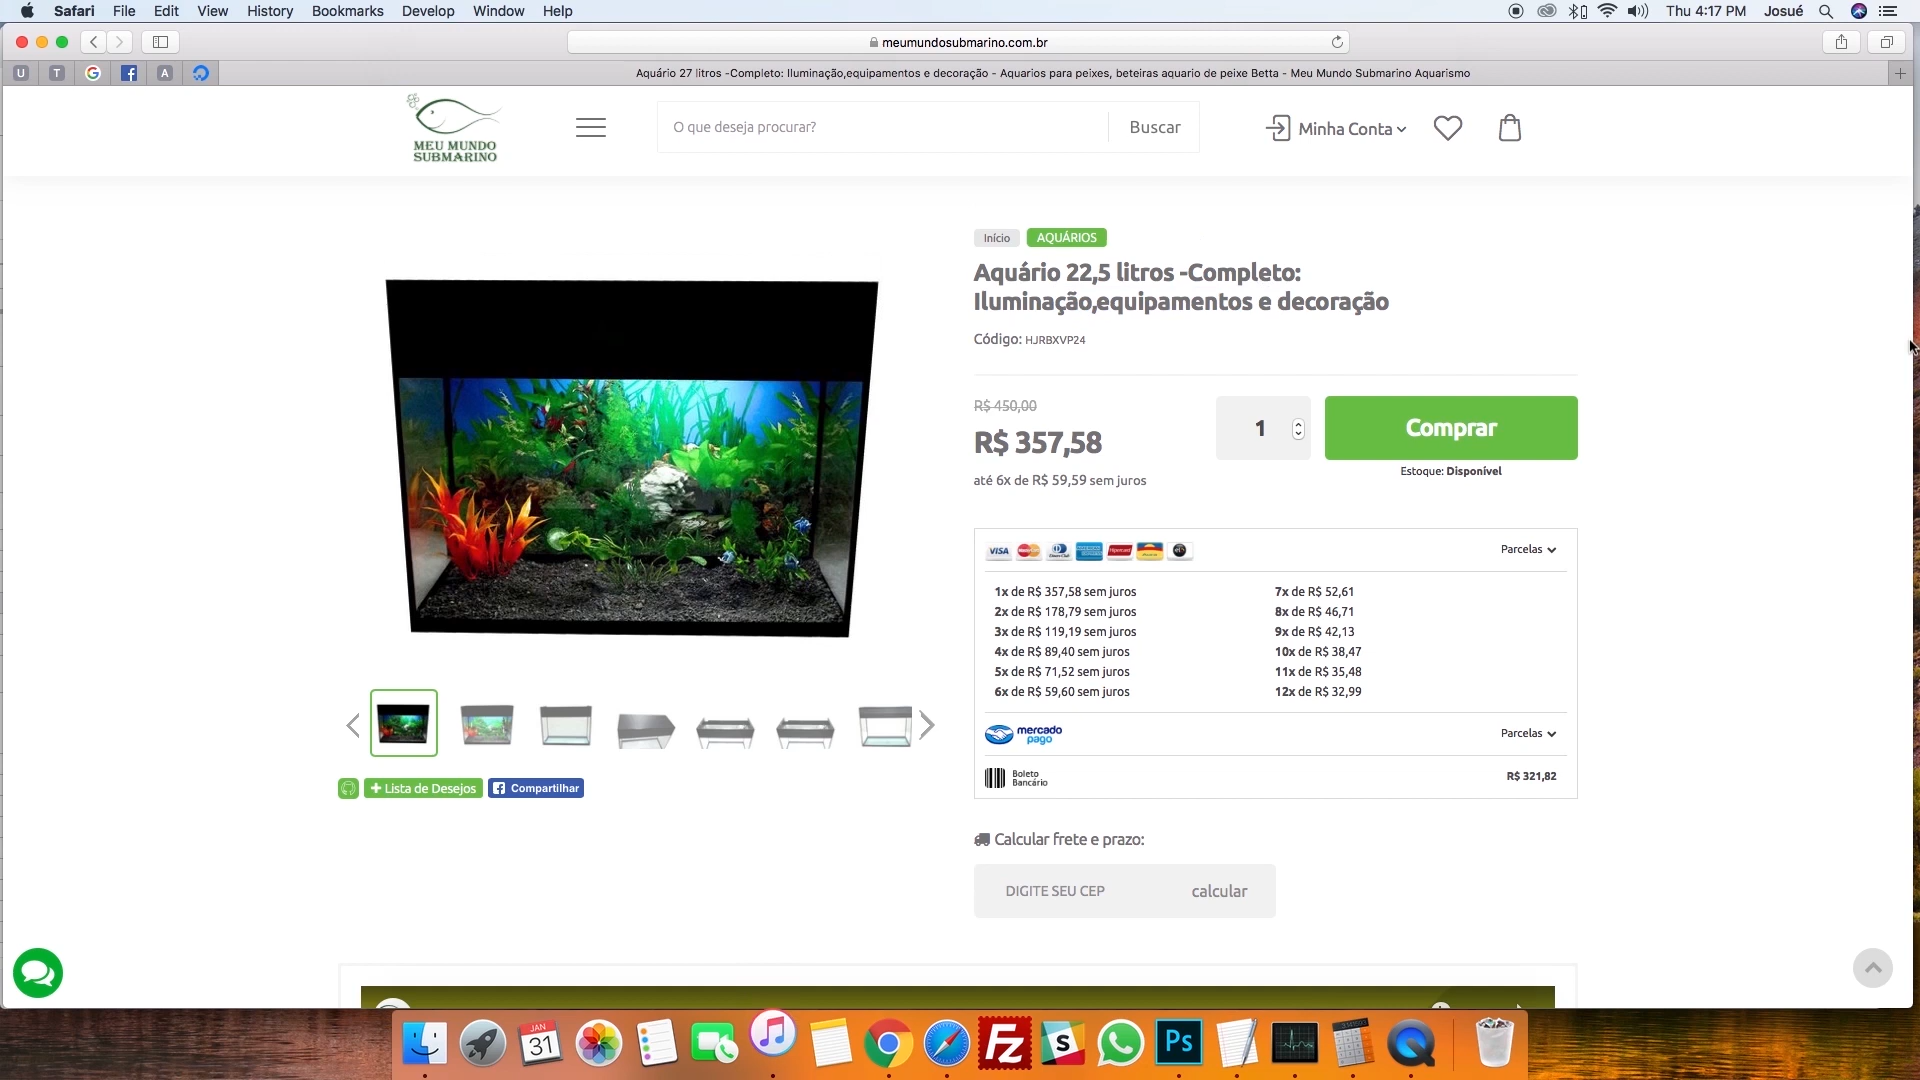 Safari File Edit View History Bookmarks Develop Window Help Thu 4:17 PM Josué
meumundosubmarino.com.br
U T G f A Aquário 27 litros -Completo: Iluminação,equipamentos e decoração - Aquarios para peixes, beteiras aquario de peixe Betta - Meu Mundo Submarino Aquarismo
MEU MUNDO
SUBMARINO
O que deseja procurar?
Buscar
Minha Conta
Início AQUÁRIOS
Aquário 22,5 litros -Completo:
Iluminação,equipamentos e decoração
Código: HJRBXVP24
R$ 450,00
R$ 357,58
até 6x de R$ 59,59 sem juros
1
Comprar
Estoque: Disponível
VISA Parcelas
1x de R$ 357,58 sem juros
2x de R$ 178,79 sem juros
3x de R$ 119,19 sem juros
4x de R$ 89,40 sem juros
5x de R$ 71,52 sem juros
6x de R$ 59,60 sem juros
7x de R$ 52,61
8x de R$ 46,71
9x de R$ 42,13
10x de R$ 38,47
11x de R$ 35,48
12x de R$ 32,99
mercado
pago
Parcelas
Boleto
Bancário
R$ 321,82
Lista de Desejos
Compartilhar
Calcular frete e prazo:
DIGITE SEU CEP calcular
JAN
31
Fz
S
Ps